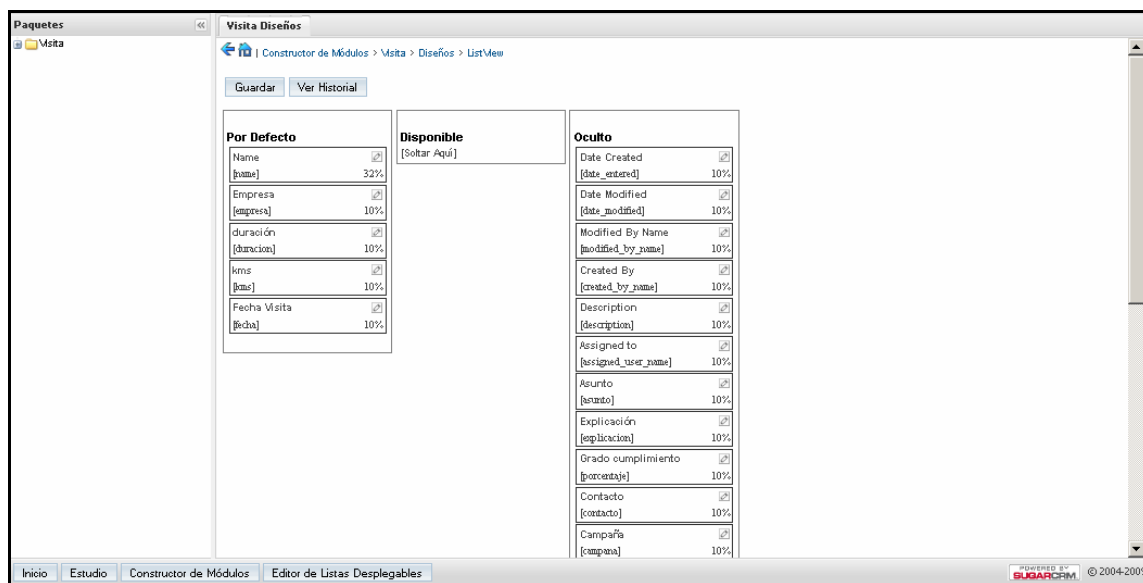 Paquetes
Visita
Visita Diseños
| Constructor de Módulos > Visita > Diseños > ListView
Guardar
Ver Historial
Por Defecto
Name
[name] 32%
Empresa
[empresa] 10%
duración
[duracion] 10%
kms
[kms] 10%
Fecha Visita
[fecha] 10%
Disponible
[Soltar Aquí]
Oculto
Date Created
[date_entered] 10%
Date Modified
[date_modified] 10%
Modified By Name
[modified_by_name] 10%
Created By
[created_by_name] 10%
Description
[description] 10%
Assigned to
[assigned_user_name] 10%
Asunto
[asunto] 10%
Explicación
[explicacion] 10%
Grado cumplimiento
[porcentaje] 10%
Contacto
[contacto] 10%
Campaña
[campana] 10%
Inicio
Estudio
Constructor de Módulos
Editor de Listas Desplegables
POWERED BY
SUGARCRM
© 2004-2009